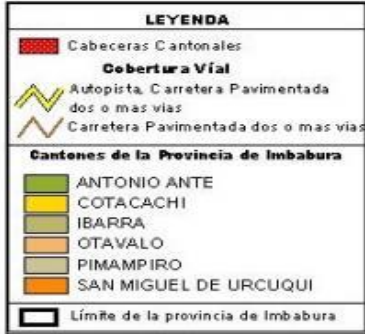 LEYENDA
Cabeceras Cantonales
Cobertura Víal
Autopista, Carretera Pavimentada
dos o mas vias
Carretera Pavimentada dos o mas vias
Cantones de la Provincia de Imbabura
ANTONIO ANTE
COTACACHI
IBARRA
OTAVALO
PIMAMPIRO
SAN MIGUEL DE URCUQUI
Límite de la provincia de Imbabura